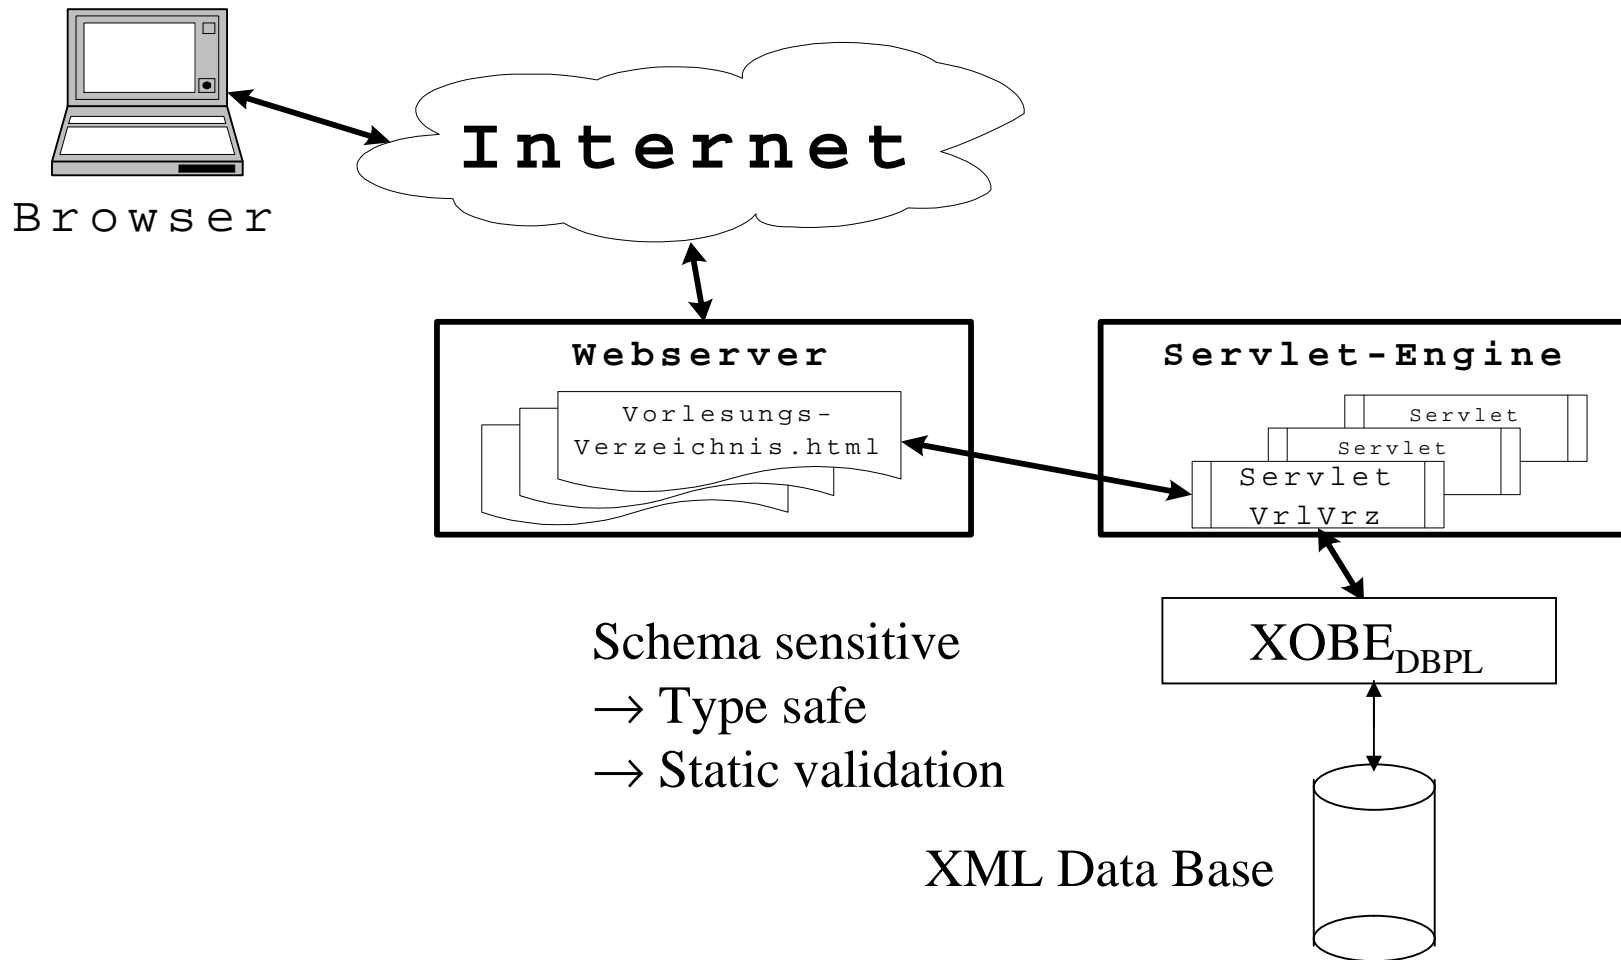 Internet
Browser
Webserver
Vorlesungs-
Verzeichnis.html
Servlet-Engine
Servlet
Servlet
Servlet
VrlVrz
XOBE_DBPL
Schema sensitive
→ Type safe
→ Static validation
XML Data Base